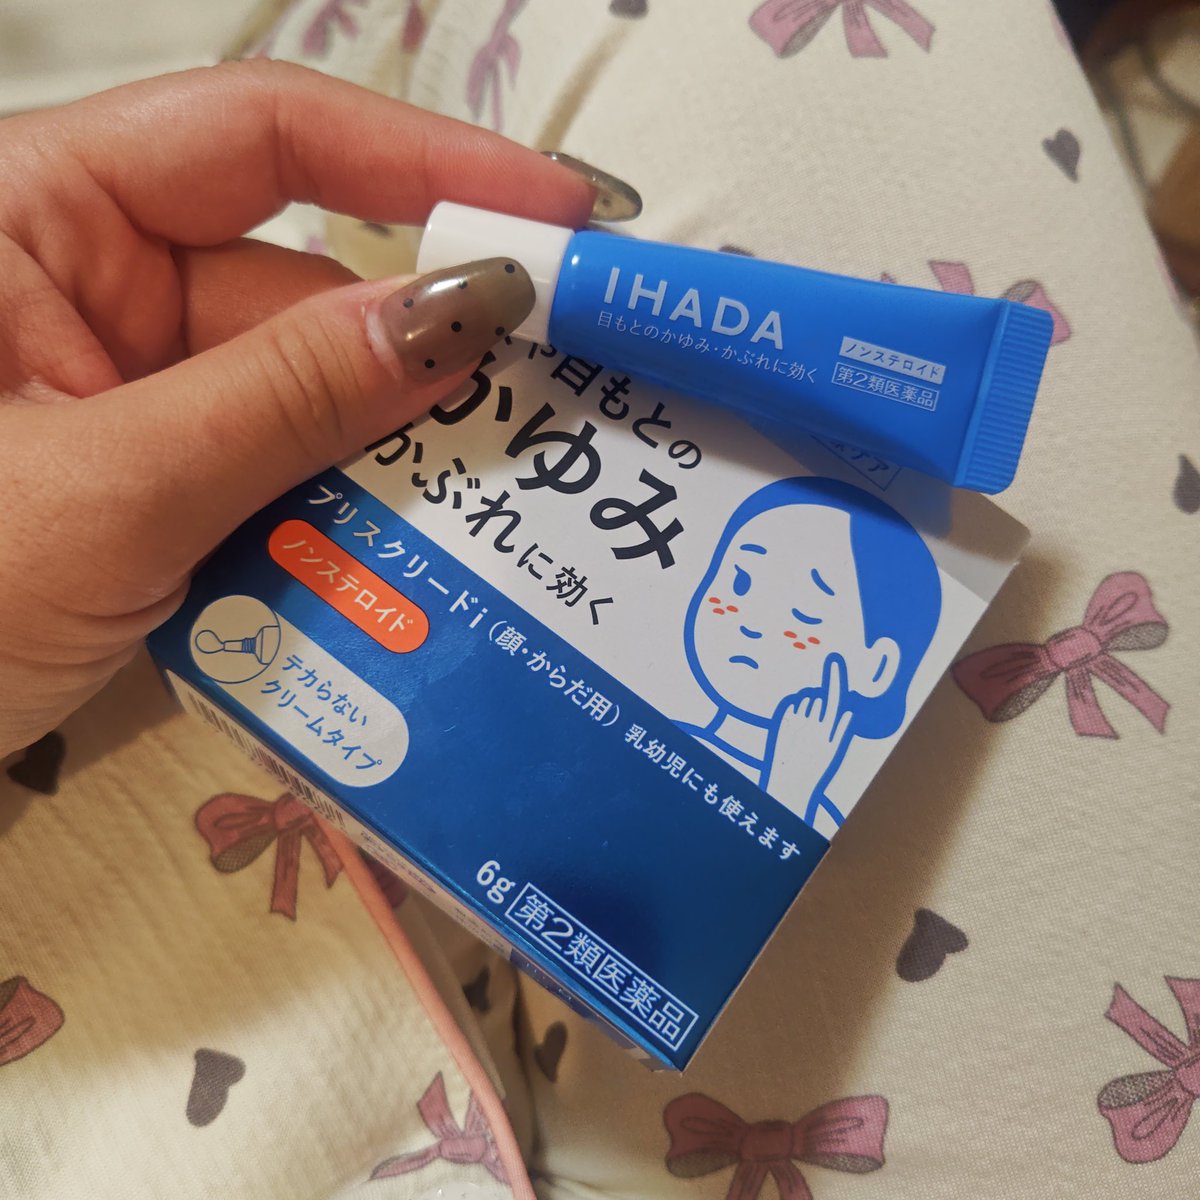 IHADA
目もとのかゆみ・かぶれに効く
ノンステロイド
第2類医薬品
スケア
や目もとの
かゆみ
かぶれに効く
プリスクリードi(顔・からだ用) 乳幼児にも使えます
ノンステロイド
テカらない
クリームタイプ
6g 第2類医薬品